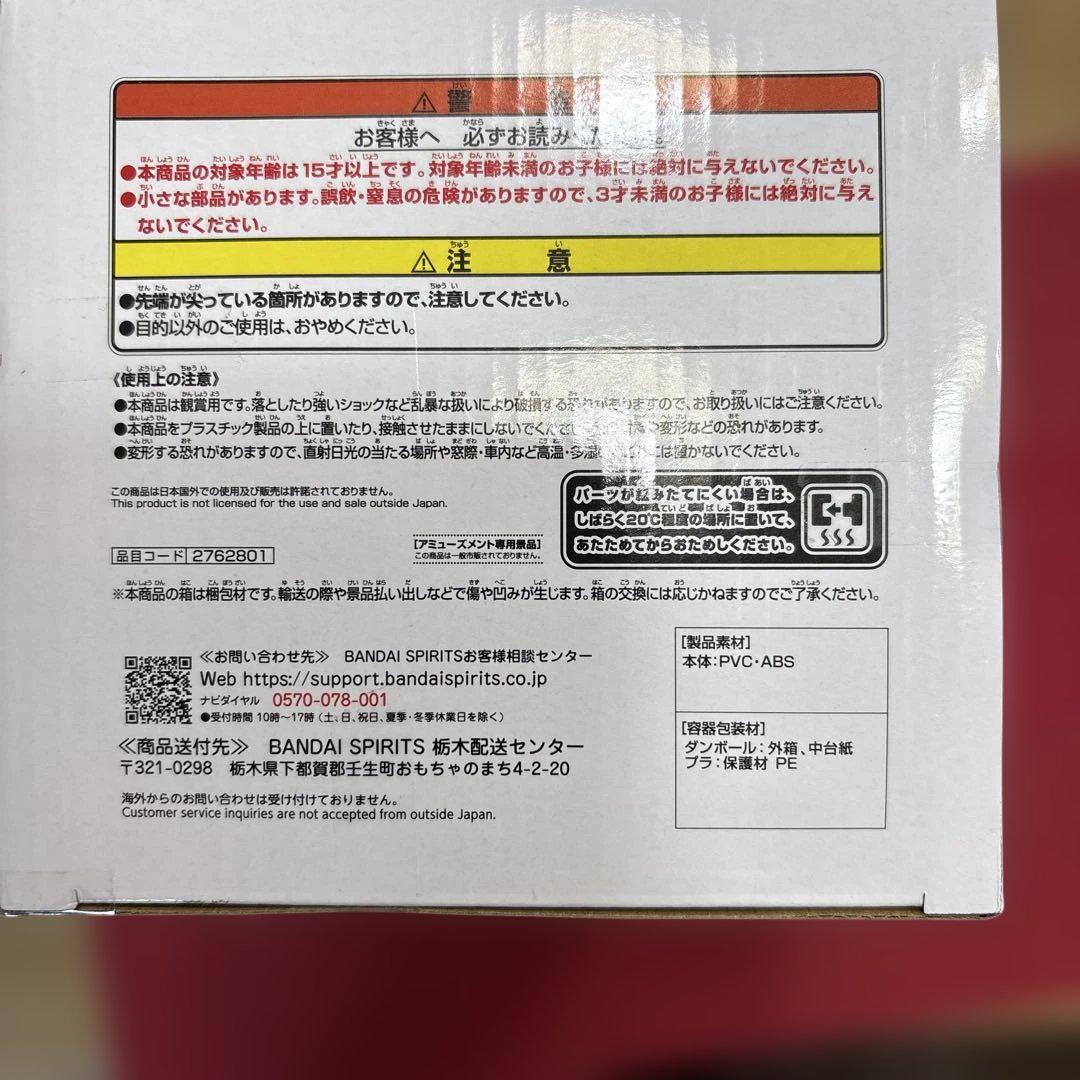 警
お客様へ 必ずお読み
●本商品の対象年齢は15才以上です。対象年齢未満のお子様には絶対に与えないでください。
●小さな部品があります。誤飲・窒息の危険がありますので、3才未満のお子様には絶対に与え
ないでください。
注 意
●先端が尖っている箇所がありますので、注意してください。
●目的以外のご使用は、おやめください。
《使用上の注意》
●本商品は観賞用です。落としたり強いショックなど乱暴な扱いにより破損する恐れがありますので、お取り扱いにはご注意ください。
●本商品をプラスチック製品の上に置いたり、接触させたままにしないでください。 や変形などの恐れがあります。
●変形する恐れがありますので、直射日光の当たる場所や窓際・車内など高温・多湿 には置かないでください。
この商品は日本国外での使用及び販売は許諾されておりません。
This product is not licensed for the use and sale outside Japan.
パーツが組みたてにくい場合は、
しばらく20℃程度の場所に置いて、
あたためてからおためしください。
品目コード 2762801
[アミューズメント専用景品]
この商品は一般市販されておりません。
※本商品の箱は梱包材です。輸送の際や景品払い出しなどで傷や凹みが生じます。箱の交換には応じかねますのでご了承ください。
≪お問い合わせ先≫ BANDAI SPIRITSお客様相談センター
Web https://support.bandaispirits.co.jp
ナビダイヤル 0570-078-001
●受付時間 10時～17時(土、日、祝日、夏季・冬季休業日を除く)
≪商品送付先≫ BANDAI SPIRITS 栃木配送センター
〒321-0298 栃木県下都賀郡壬生町おもちゃのまち4-2-20
海外からのお問い合わせは受け付けておりません。
Customer service inquiries are not accepted from outside Japan.
[製品素材]
本体:PVC・ABS
[容器包装材]
ダンボール:外箱、中台紙
プラ:保護材 PE